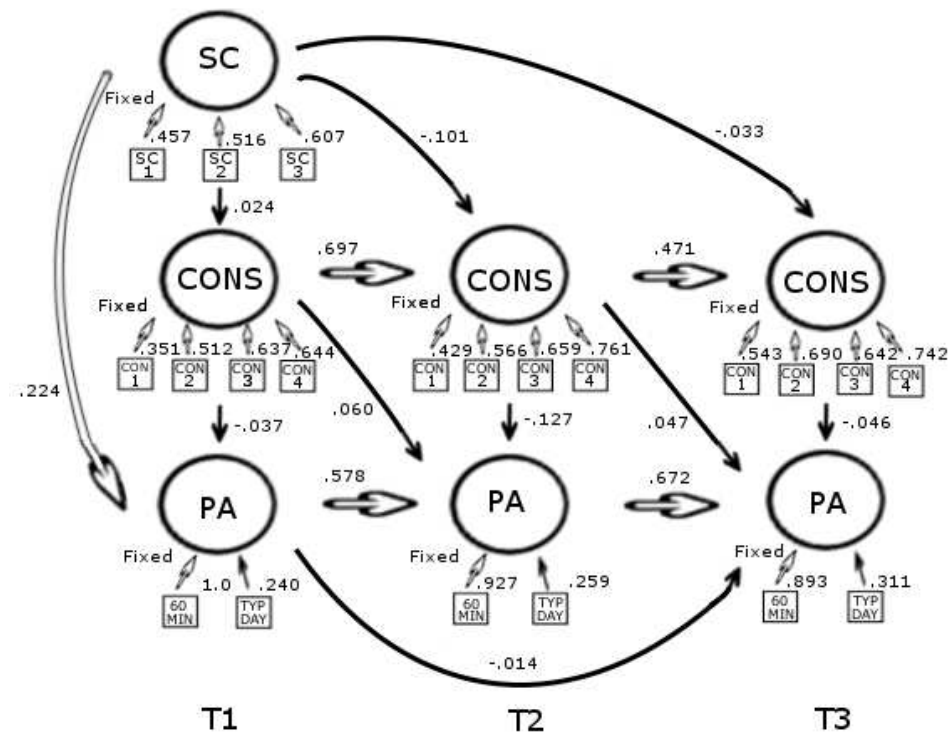 SC
Fixed
.457 .516 .607
SC 1
SC 2
SC 3
-.101
-.033
.024
CONS
.697
CONS
.471
CONS
Fixed
.351 .512 .637 .644
CON 1
CON 2
CON 3
CON 4
Fixed
.429 .566 .659 .761
CON 1
CON 2
CON 3
CON 4
Fixed
.543 .690 .642 .742
CON 1
CON 2
CON 3
CON 4
.224
-.037
.060
-.127
.047
-.046
PA
.578
PA
.672
PA
Fixed
1.0 .240
60 MIN
TYP DAY
Fixed
.927 .259
60 MIN
TYP DAY
Fixed
.893 .311
60 MIN
TYP DAY
-.014
T1
T2
T3